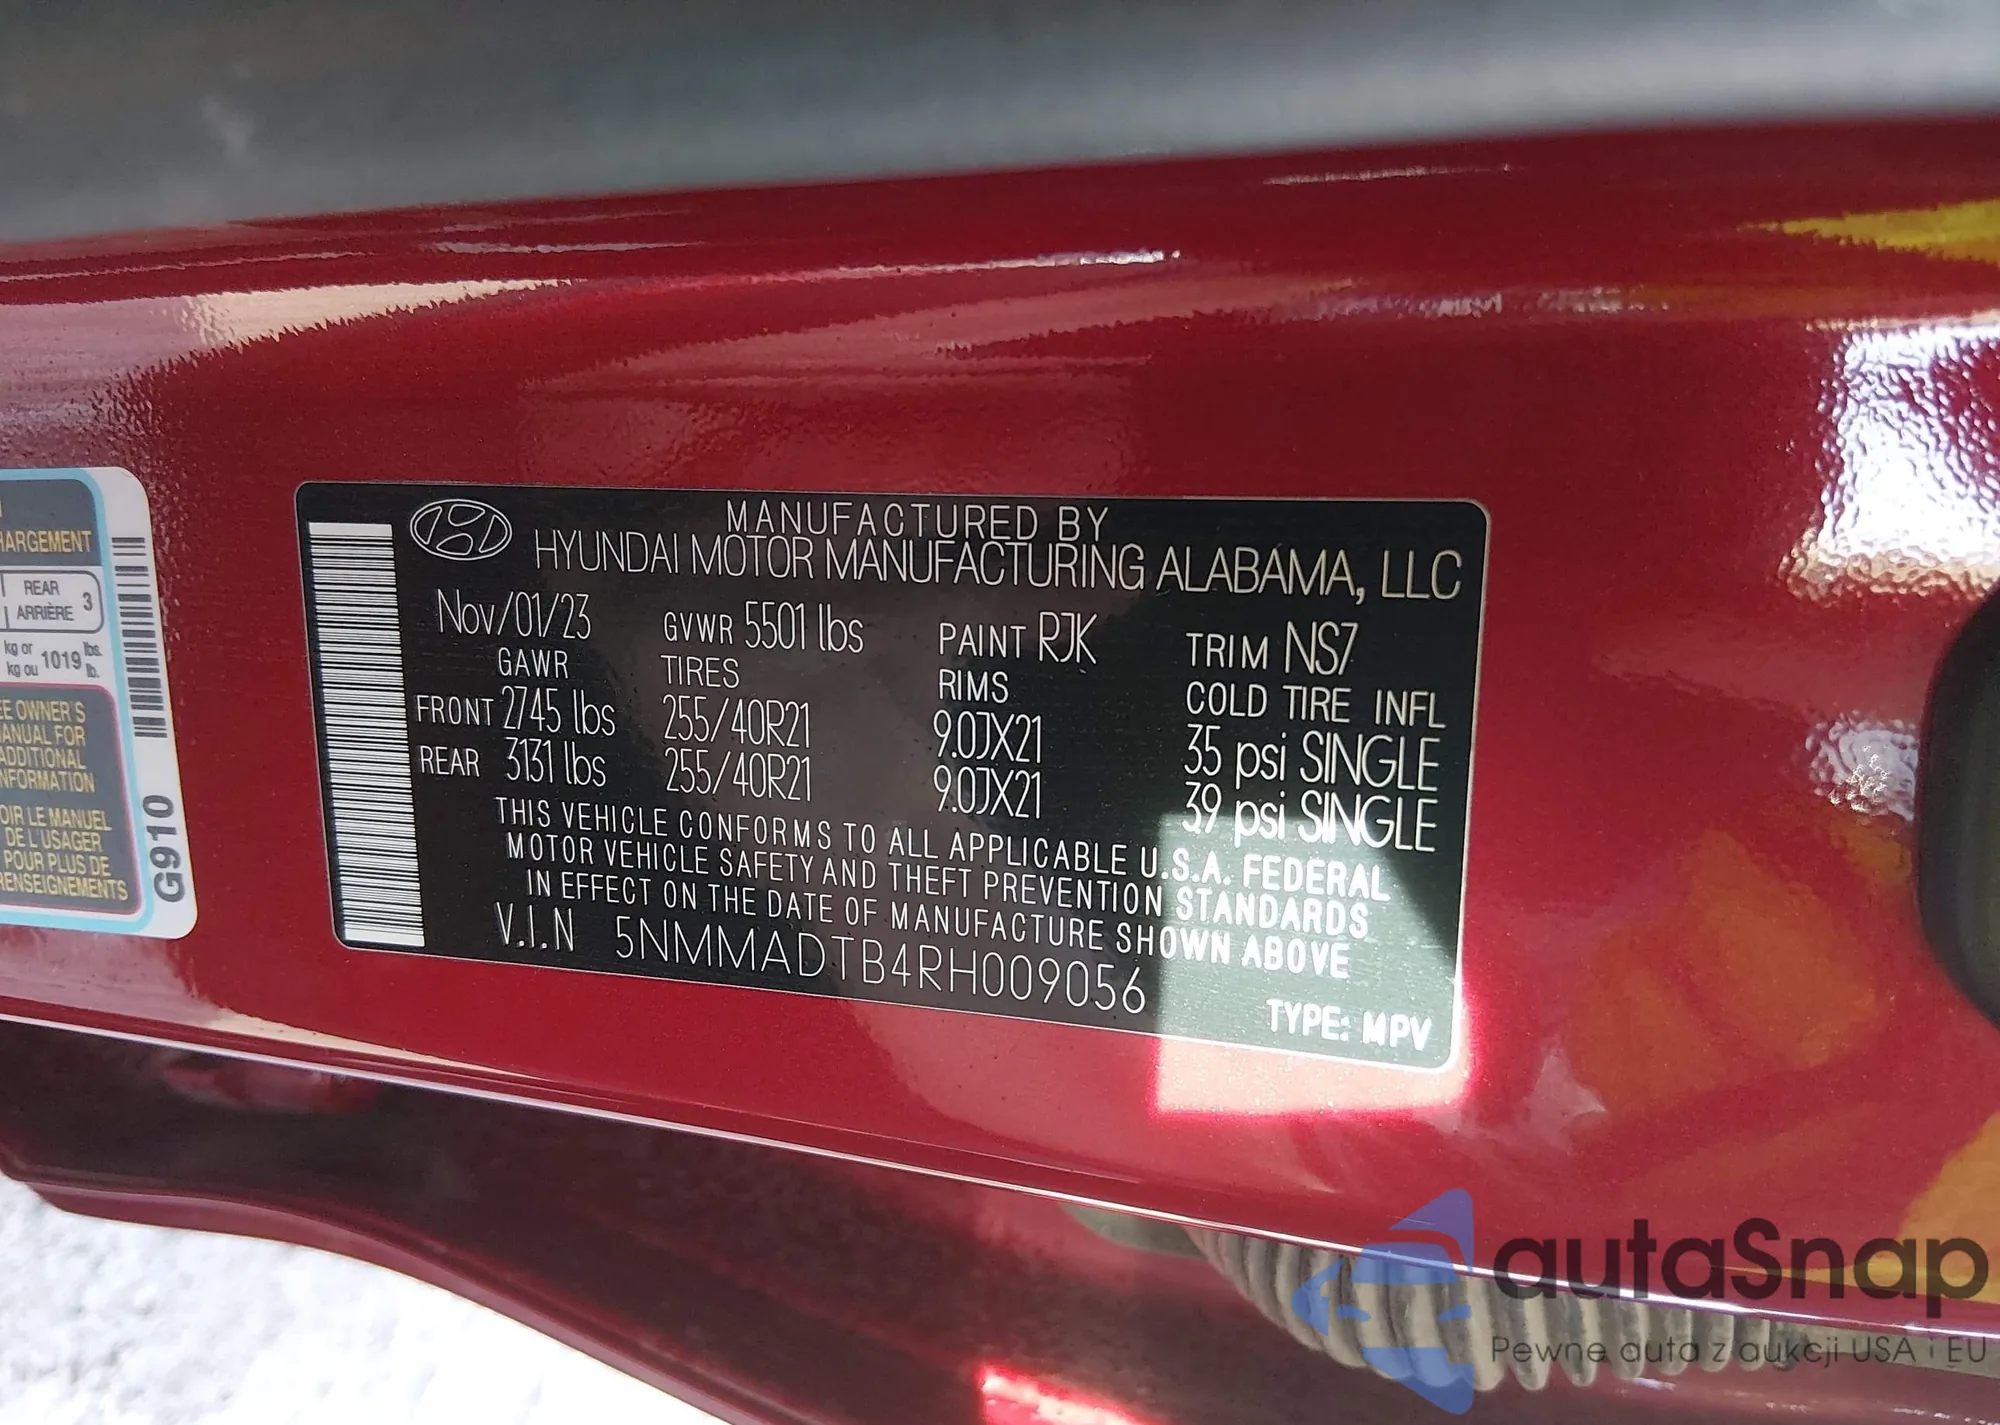 HARGEMENT
REAR
ARRIÈRE 3
kg or
kg ou 1019 lbs.
lb.
EE OWNER'S
MANUAL FOR
ADDITIONAL
NFORMATION
OIR LE MANUEL
DE L'USAGER
POUR PLUS DE
RENSEIGNEMENTS
G910
MANUFACTURED BY
HYUNDAI MOTOR MANUFACTURING ALABAMA, LLC
Nov/01/23 GVWR 5501 lbs PAINT RJK TRIM NS7
GAWR TIRES RIMS COLD TIRE INFL
FRONT 2745 lbs 255/40R21 9.0JX21 35 psi SINGLE
REAR 3131 lbs 255/40R21 9.0JX21 39 psi SINGLE
THIS VEHICLE CONFORMS TO ALL APPLICABLE U.S.A. FEDERAL
MOTOR VEHICLE SAFETY AND THEFT PREVENTION STANDARDS
IN EFFECT ON THE DATE OF MANUFACTURE SHOWN ABOVE
V.I.N 5NMMADTB4RH009056
TYPE: MPV
autaSnap
Pewne auta z aukcji USA i EU